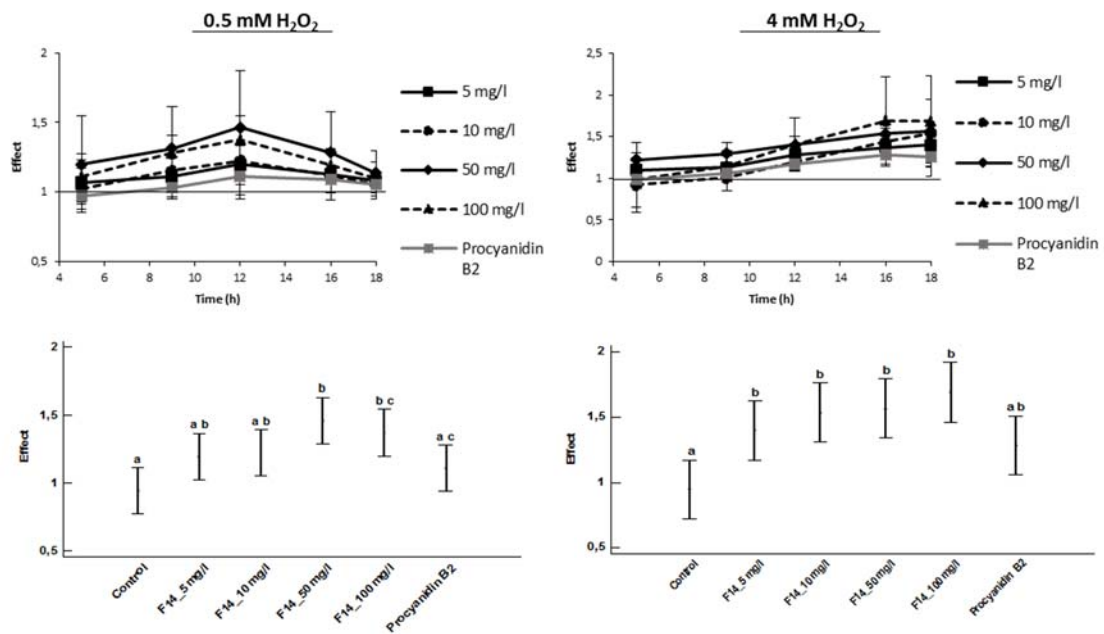 0.5 mM H₂O₂
2
1,5
1
0,5
Effect
4 6 8 10 12 14 16 18
Time (h)
5 mg/l
10 mg/l
50 mg/l
100 mg/l
Procyanidin
B2
4 mM H₂O₂
2,5
2
1,5
1
0,5
0
Effect
4 6 8 10 12 14 16 18
Time (h)
5 mg/l
10 mg/l
50 mg/l
100 mg/l
Procyanidin
B2
2
1,5
1
0,5
Effect
a
a b
a b
b
b c
a c
Control
F14_5 mg/l
F14_10 mg/l
F14_50 mg/l
F14_100 mg/l
Procyanidin B2
2
1,5
1
0,5
Effect
a
b
b
b
b
a b
Control
F14_5 mg/l
F14_10 mg/l
F14_50 mg/l
F14_100 mg/l
Procyanidin B2